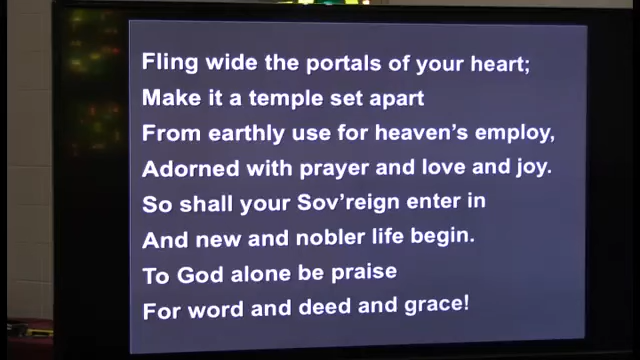 Fling wide the portals of your heart;
Make it a temple set apart
From earthly use for heaven's employ,
Adorned with prayer and love and joy.
So shall your Sov'reign enter in
And new and nobler life begin.
To God alone be praise
For word and deed and grace!